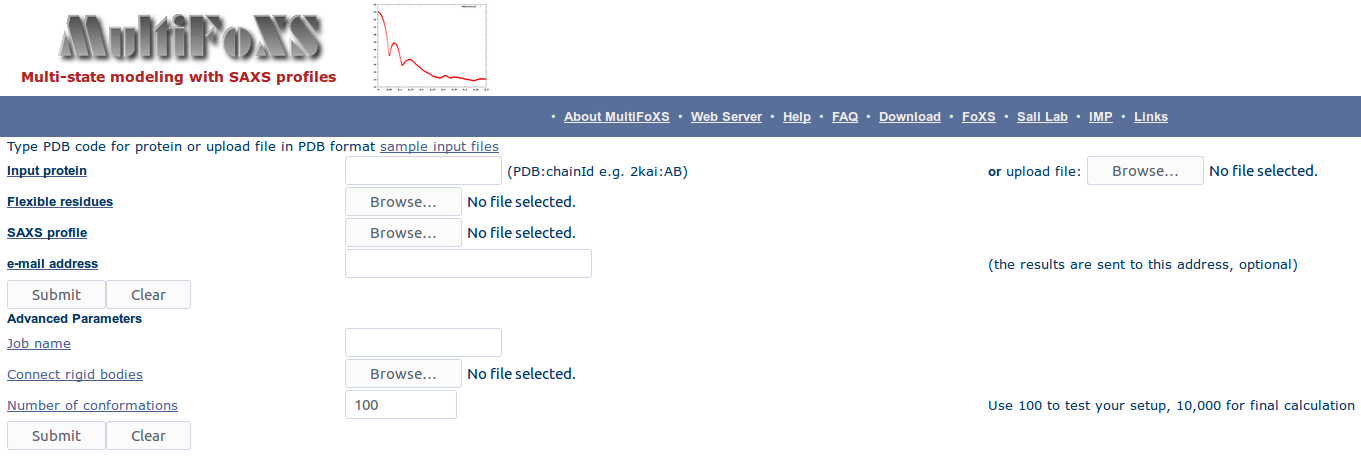 MultiFoXS
Multi-state modeling with SAXS profiles
• About MultiFoXS • Web Server • Help • FAQ • Download • FoXS • Sali Lab • IMP • Links
Type PDB code for protein or upload file in PDB format sample input files
Input protein (PDB:chainId e.g. 2kai:AB) or upload file: Browse... No file selected.
Flexible residues Browse... No file selected.
SAXS profile Browse... No file selected.
e-mail address (the results are sent to this address, optional)
Submit Clear
Advanced Parameters
Job name
Connect rigid bodies Browse... No file selected.
Number of conformations 100 Use 100 to test your setup, 10,000 for final calculation
Submit Clear